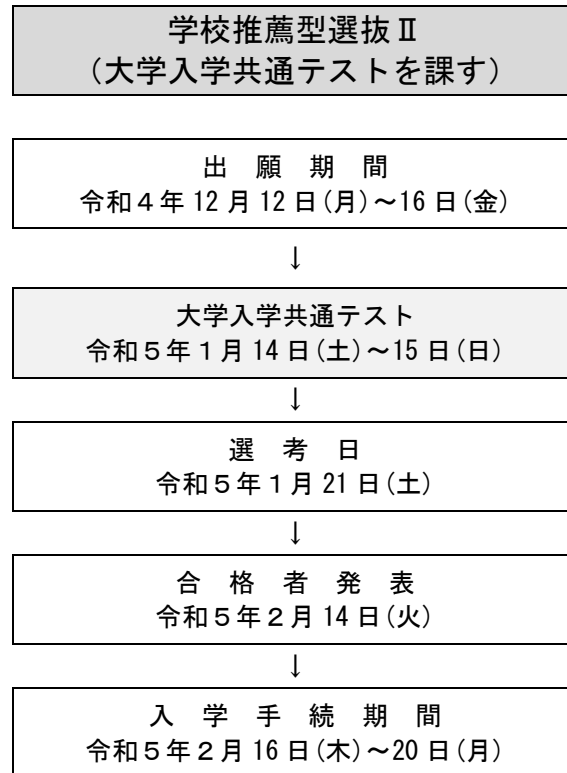 学校推薦型選抜Ⅱ
(大学入学共通テストを課す)
出　願　期　間
令和４年 12 月 12 日(月)～16 日(金)
↓
大学入学共通テスト
令和５年１月 14 日(土)～15 日(日)
↓
選　考　日
令和５年１月 21 日(土)
↓
合　格　者　発　表
令和５年２月 14 日(火)
↓
入　学　手　続　期　間
令和５年２月 16 日(木)～20 日(月)